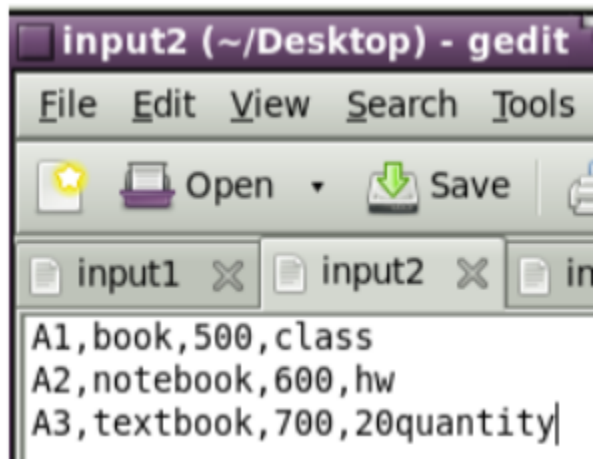 input2 (~/Desktop) - gedit
File Edit View Search Tools
Open Save
input1 input2 in
A1,book,500,class
A2,notebook,600,hw
A3,textbook,700,20quantity